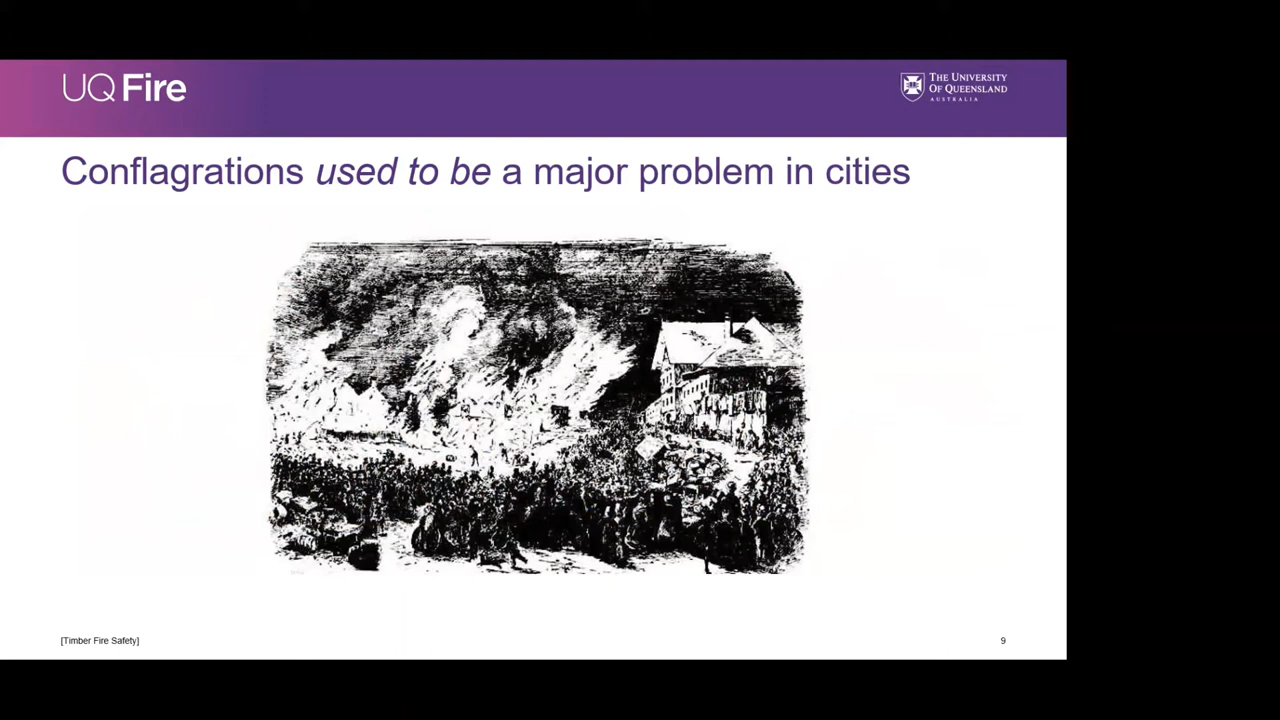 UQ Fire
THE UNIVERSITY
OF QUEENSLAND
AUSTRALIA
Conflagrations used to be a major problem in cities
[Timber Fire Safety]
9